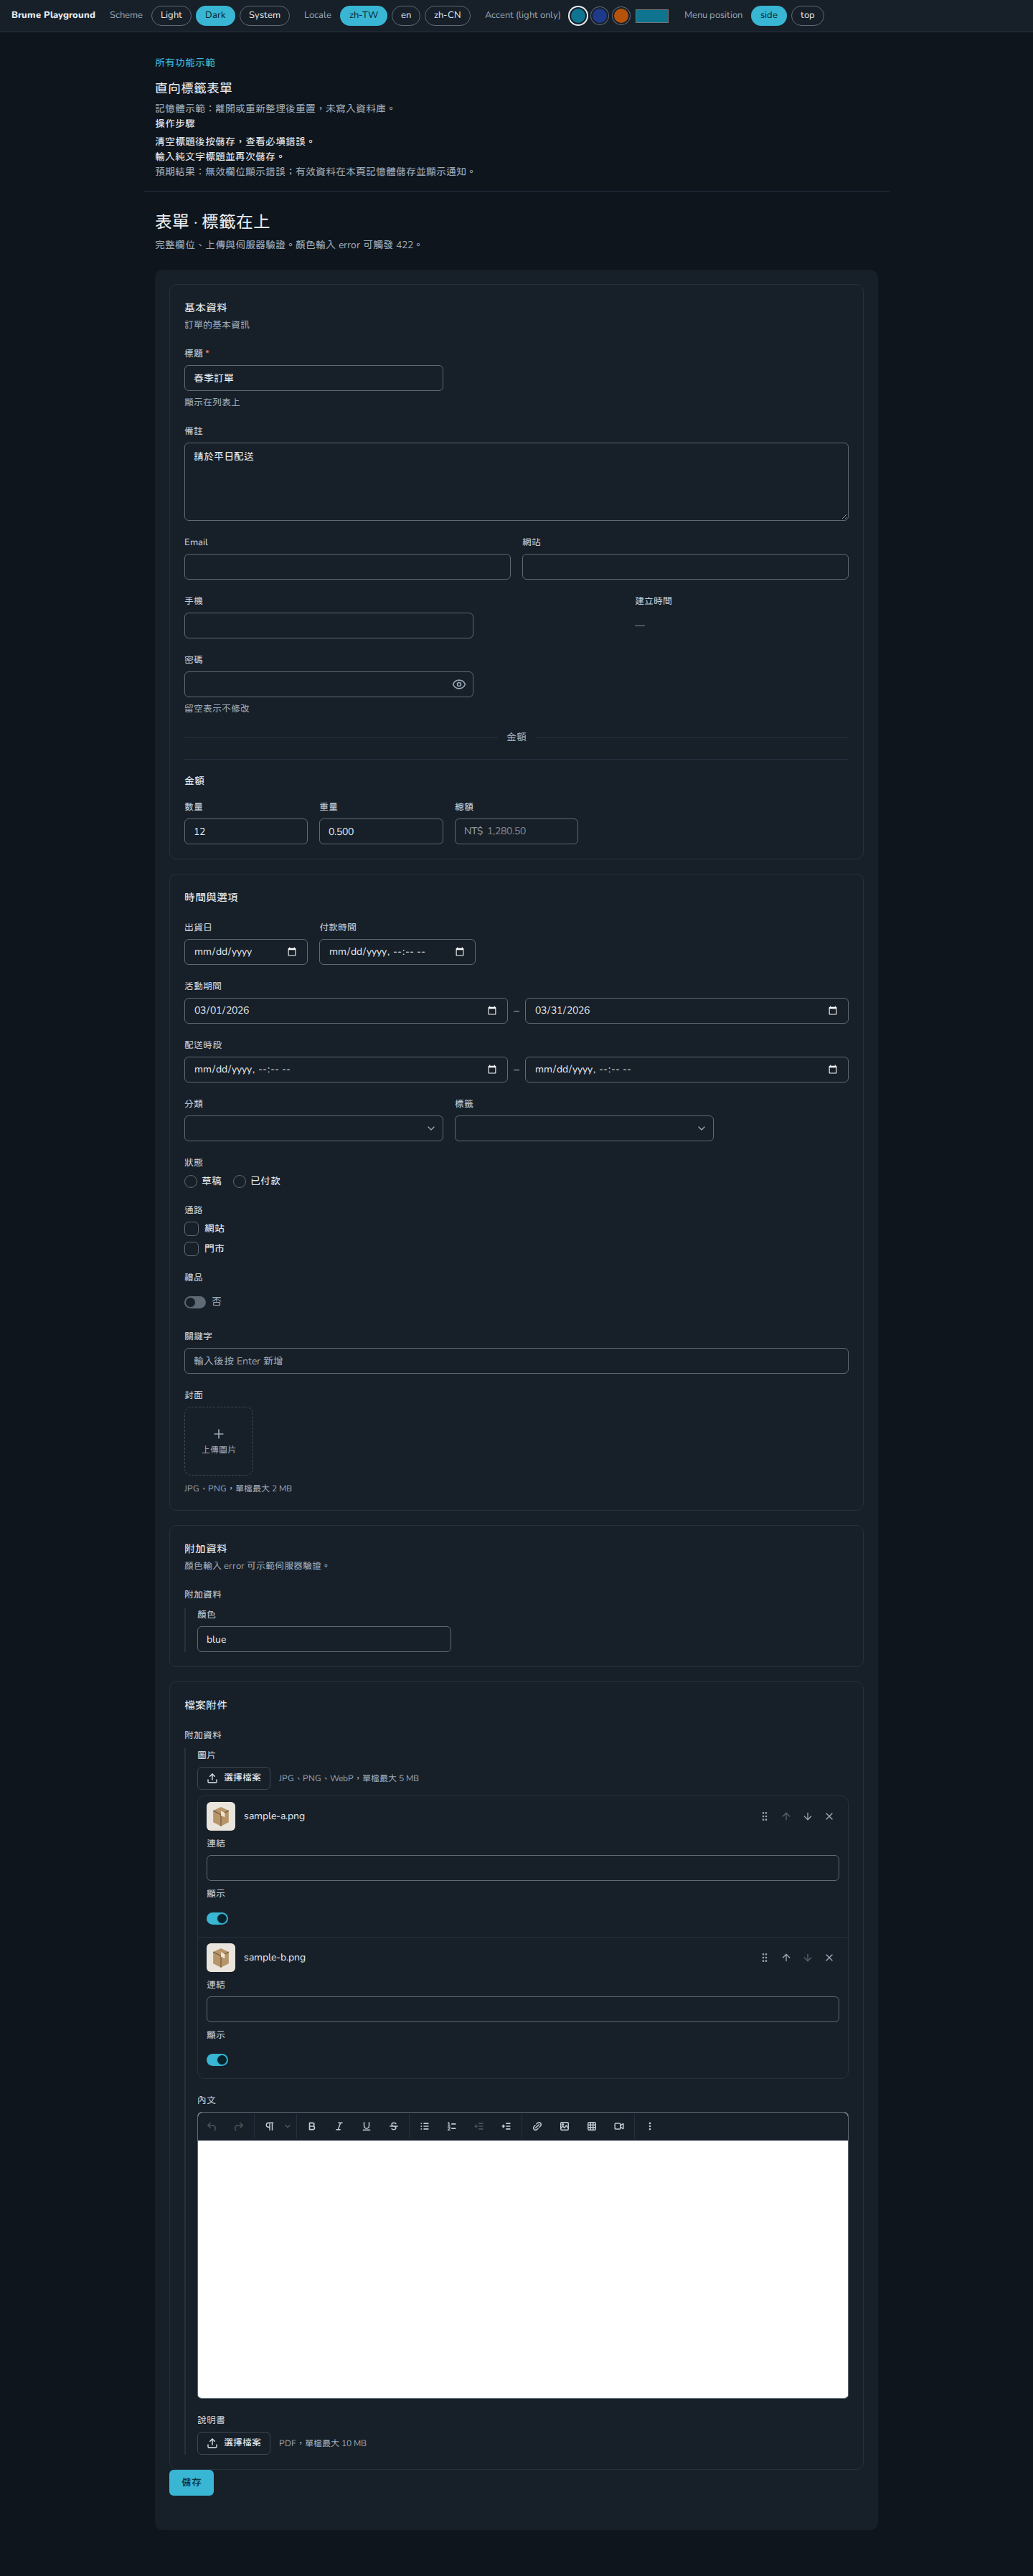 Brume Playground Scheme Light Dark System Locale zh-TW en zh-CN Accent (light only) Menu position side top
所有功能示範
直向標籤表單
記憶體示範：離開或重新整理後重置，未寫入資料庫。
操作步驟
清空標題後按儲存，查看必填錯誤。
輸入純文字標題並再次儲存。
預期結果：無效欄位顯示錯誤；有效資料在本頁記憶體儲存並顯示通知。
表單 · 標籤在上
完整欄位、上傳與伺服器驗證。顏色輸入 error 可觸發 422。
基本資料
訂單的基本資訊
標題 *
春季訂單
顯示在列表上
備註
請於平日配送
Email 網站
手機 建立時間
—
密碼
留空表示不修改
金額
金額
數量 重量 總額
12 0.500 NT$ 1,280.50
時間與選項
出貨日 付款時間
mm/dd/yyyy mm/dd/yyyy, --:-- --
活動期間
03/01/2026 – 03/31/2026
配送時段
mm/dd/yyyy, --:-- -- – mm/dd/yyyy, --:-- --
分類 標籤
狀態
草稿 已付款
通路
網站
門市
禮品
否
關鍵字
輸入後按 Enter 新增
封面
上傳圖片
JPG、PNG，單檔最大 2 MB
附加資料
顏色輸入 error 可示範伺服器驗證。
附加資料
顏色
blue
檔案附件
附加資料
圖片
選擇檔案 JPG、PNG、WebP，單檔最大 5 MB
sample-a.png
連結
顯示
sample-b.png
連結
顯示
內文
說明書
選擇檔案 PDF，單檔最大 10 MB
儲存